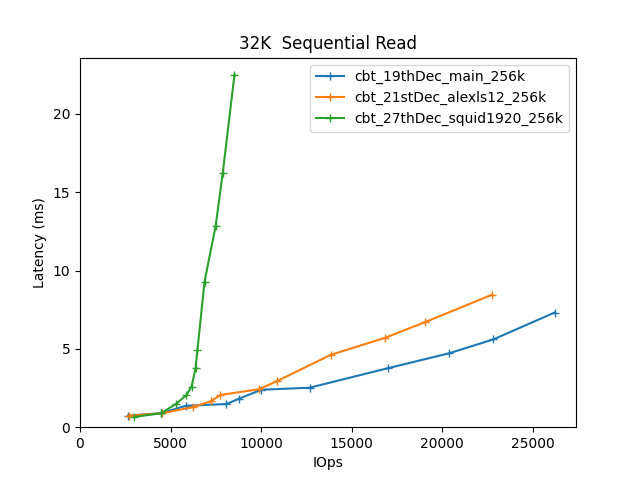 32K  Sequential Read
cbt_19thDec_main_256k
cbt_21stDec_alexls12_256k
cbt_27thDec_squid1920_256k
Latency (ms)
20
15
10
5
0
0 5000 10000 15000 20000 25000
IOps